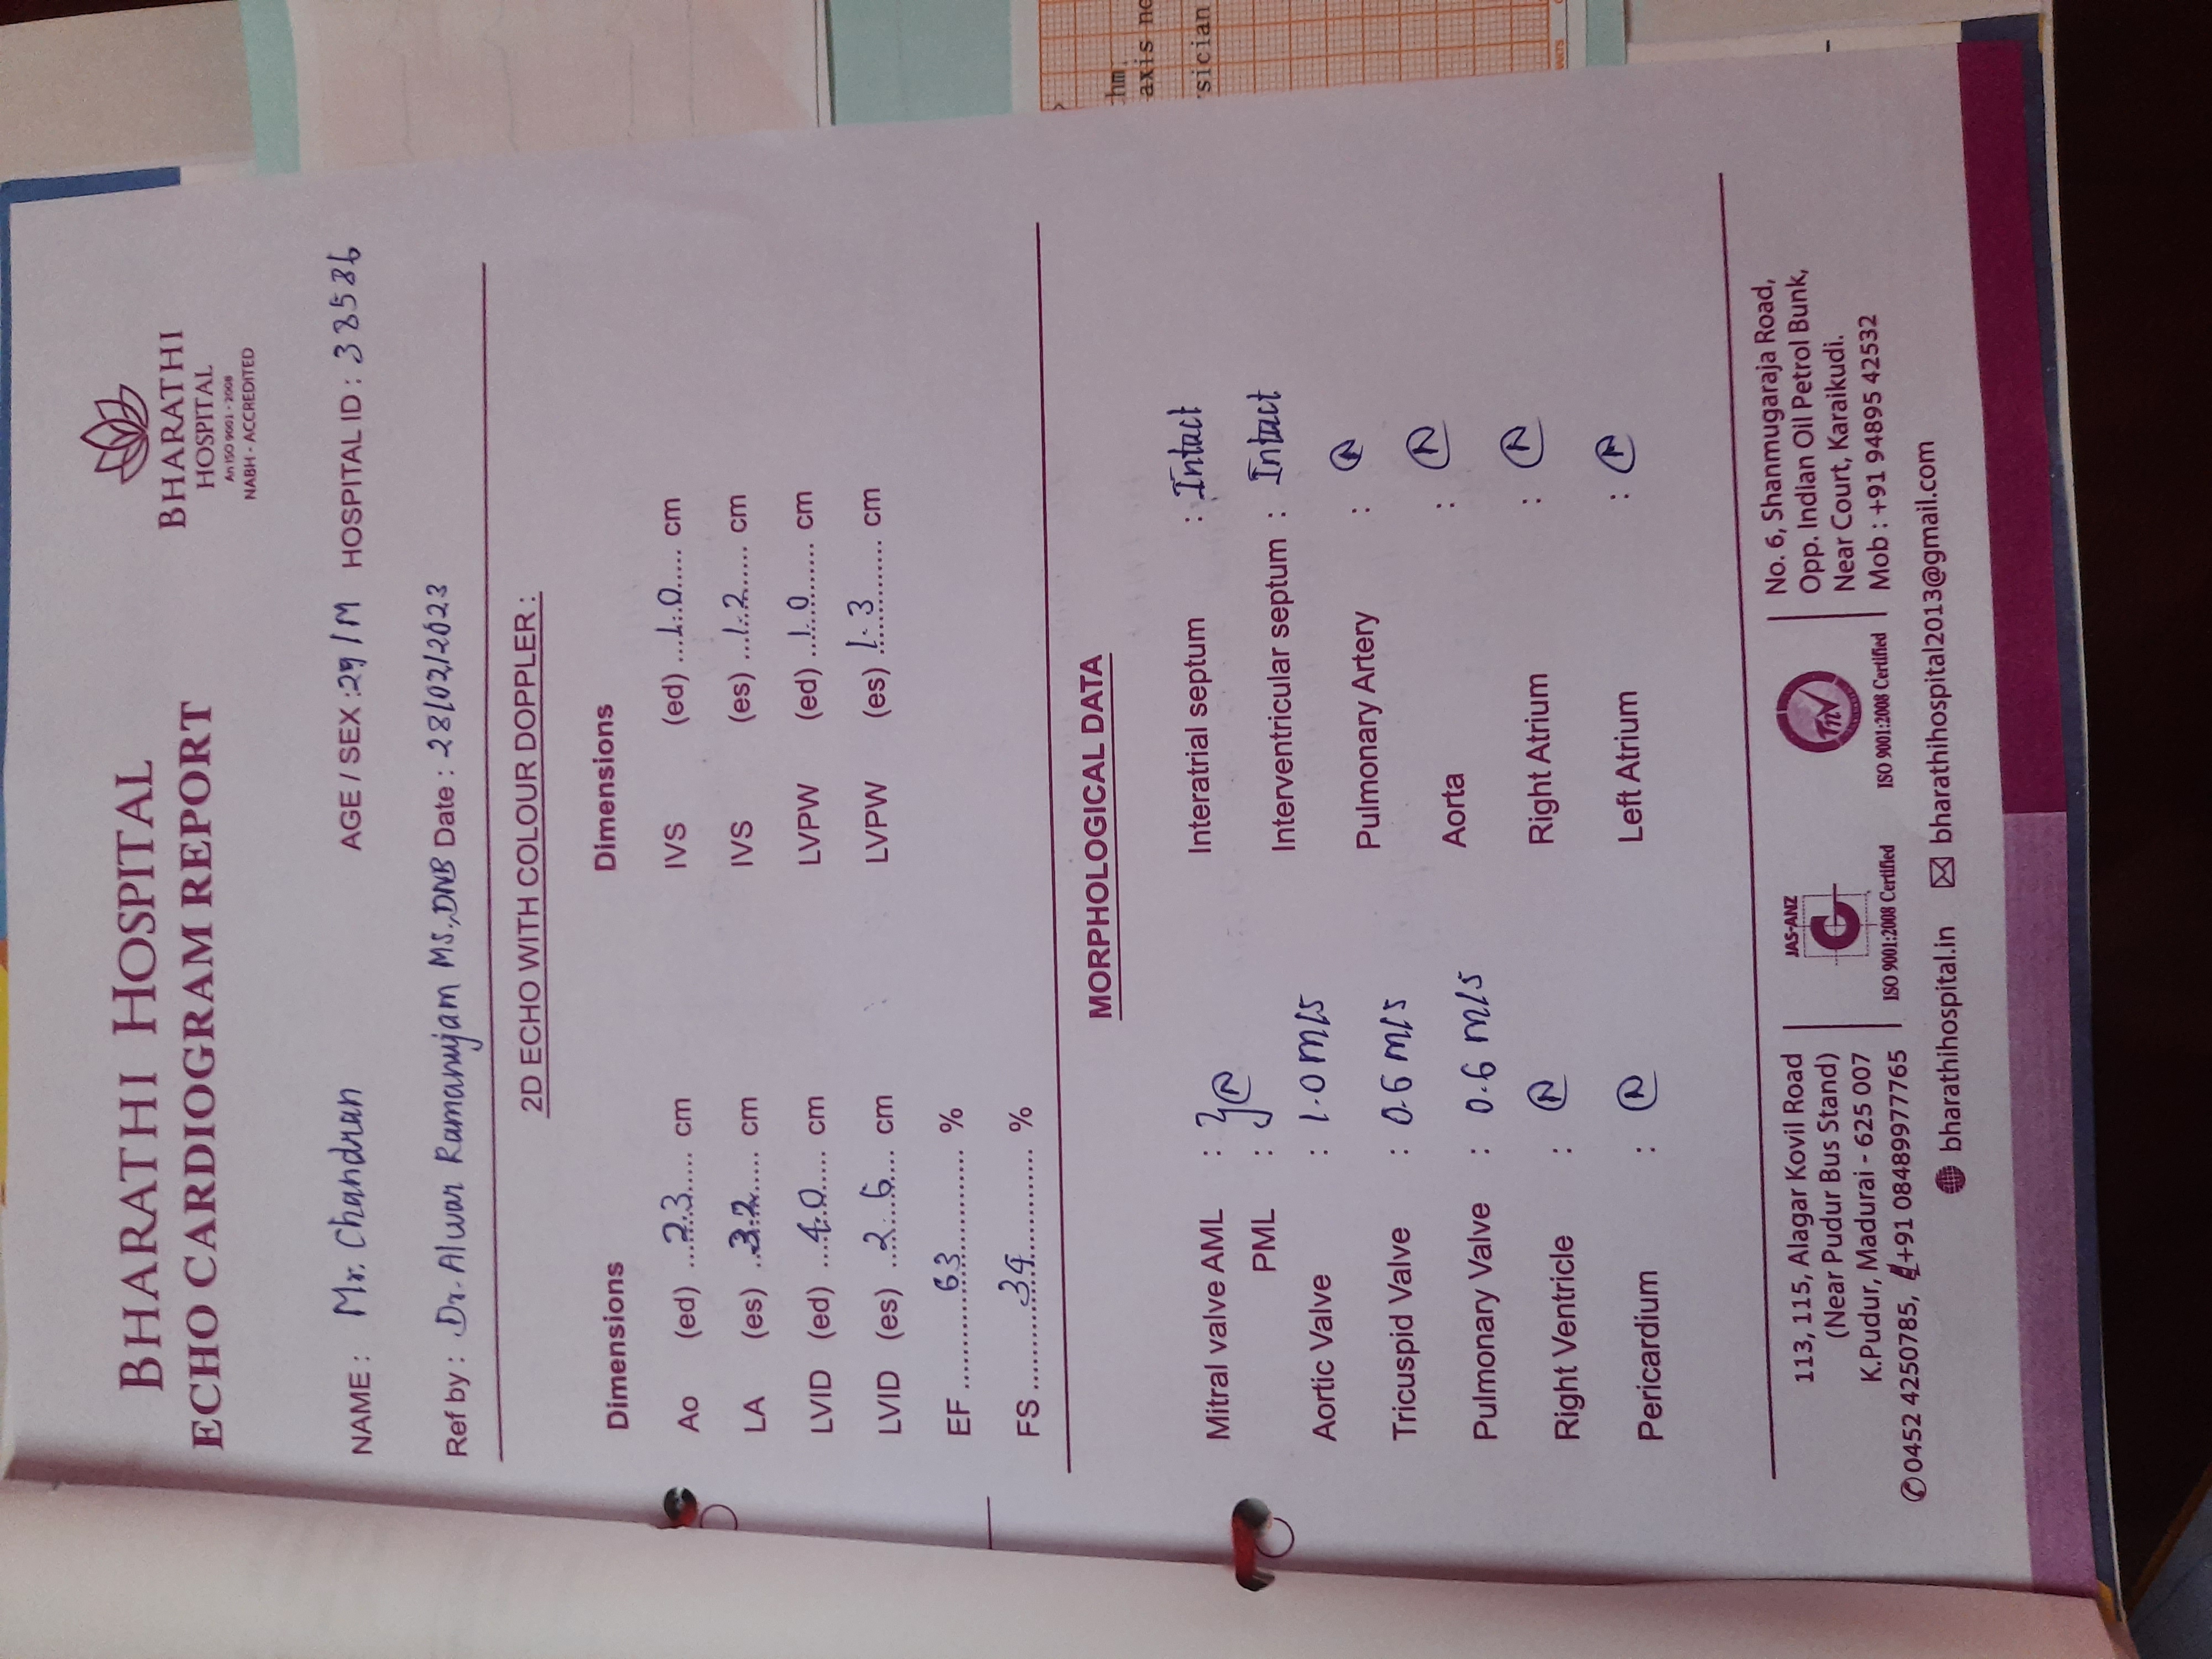 BHARATHI HOSPITAL
ECHO CARDIOGRAM REPORT
BHARATHI
HOSPITAL
An ISO 9001 - 2008
NABH - ACCREDITED
NAME : Mr. Chandran AGE / SEX : 29 / M HOSPITAL ID : 38586
Ref by : Dr. Alwar Ramanujam MS., DNB Date : 28/02/2023
2D ECHO WITH COLOUR DOPPLER :
Dimensions Dimensions
Ao (ed) ...2.3..... cm IVS (ed) ...1.0..... cm
LA (es) ...3.2..... cm IVS (es) ...1.2..... cm
LVID (ed) ...4.0..... cm LVPW (ed) ...1.0..... cm
LVID (es) ...2.6..... cm LVPW (es) ...1.3..... cm
EF ..........63.......... %
FS ..........34.......... %
MORPHOLOGICAL DATA
Mitral valve AML : } N Interatrial septum : Intact
PML :
Interventricular septum : Intact
Aortic Valve : 1.0 m/s
Pulmonary Artery : N
Tricuspid Valve : 0.6 m/s
Aorta : N
Pulmonary Valve : 0.6 m/s
Right Atrium : N
Right Ventricle : N
Left Atrium : N
Pericardium : N
113, 115, Alagar Kovil Road
(Near Pudur Bus Stand)
K.Pudur, Madurai - 625 007
0452 4250785, +91 08489977765
JAS-ANZ
ISO 9001:2008 Certified
TnV
ISO 9001:2008 Certified
No. 6, Shanmugaraja Road,
Opp. Indian Oil Petrol Bunk,
Near Court, Karaikudi.
Mob : +91 94895 42532
bharathihospital.in bharathihospital2013@gmail.com
hm.
axis
sician